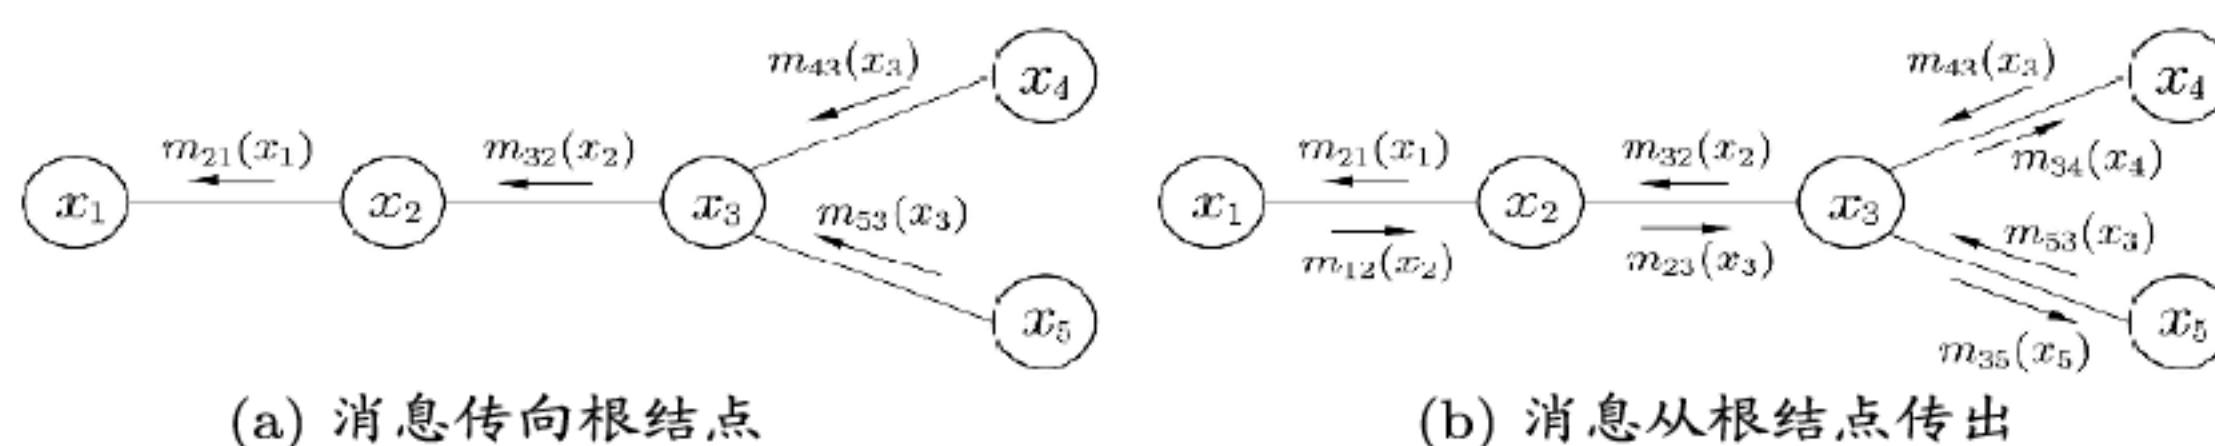 m₄₃(x₃) x₄
m₂₁(x₁) m₃₂(x₂)
x₁ x₂ x₃
m₅₃(x₃)
x₅
(a) 消息传向根结点
m₄₃(x₃) x₄
m₂₁(x₁) m₃₂(x₂) m₃₄(x₄)
x₁ x₂ x₃
m₁₂(x₂) m₂₃(x₃) m₅₃(x₃)
x₅
m₃₅(x₅)
(b) 消息从根结点传出